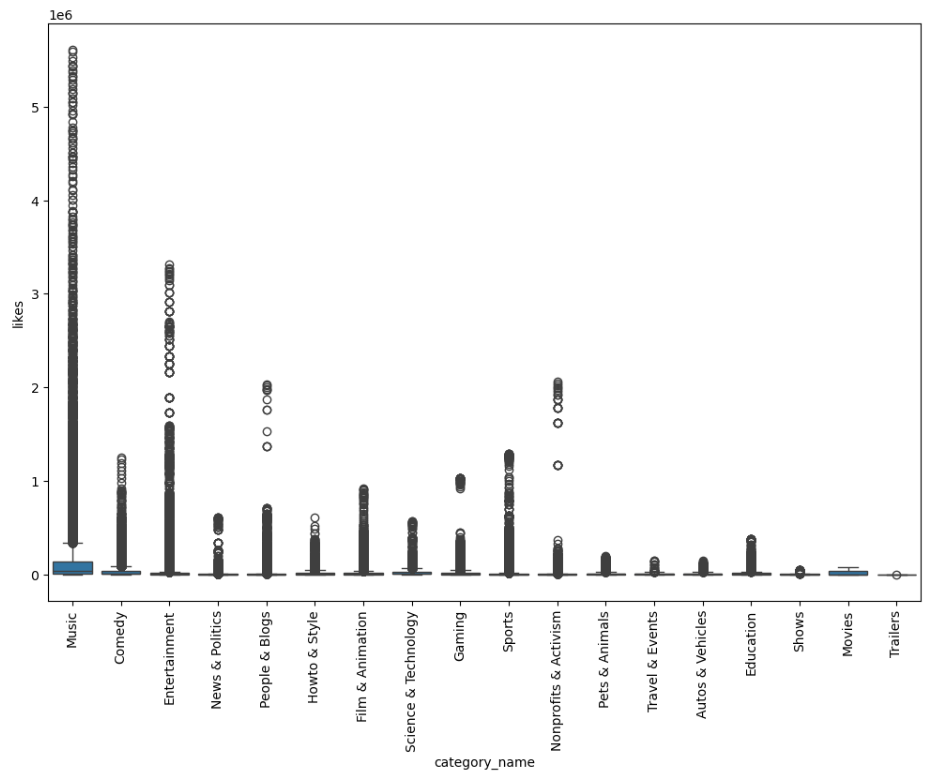 1e6
5
4
3
2
1
0
likes
Music
Comedy
Entertainment
News & Politics
People & Blogs
Howto & Style
Film & Animation
Science & Technology
Gaming
Sports
Nonprofits & Activism
Pets & Animals
Travel & Events
Autos & Vehicles
Education
Shows
Movies
Trailers
category_name